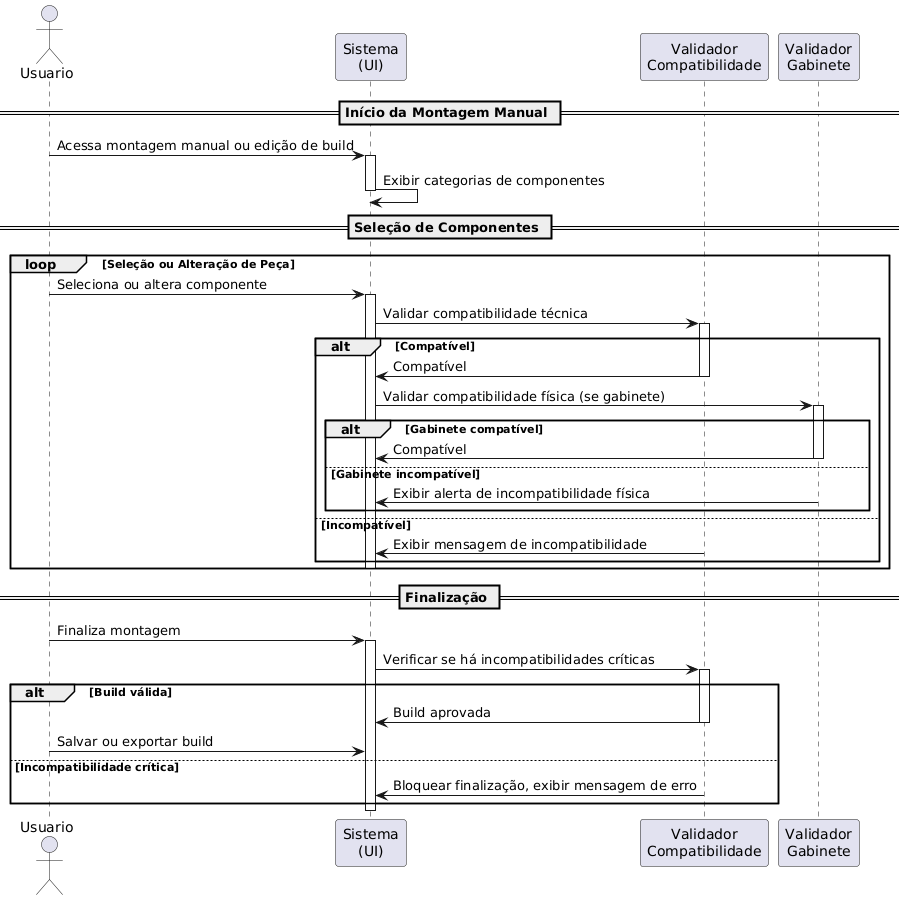 Usuario
Sistema
(UI)
Validador
Compatibilidade
Validador
Gabinete
Início da Montagem Manual
Acessa montagem manual ou edição de build
Exibir categorias de componentes
Seleção de Componentes
loop [Seleção ou Alteração de Peça]
Seleciona ou altera componente
Validar compatibilidade técnica
alt [Compatível]
Compatível
Validar compatibilidade física (se gabinete)
alt [Gabinete compatível]
Compatível
[Gabinete incompatível]
Exibir alerta de incompatibilidade física
[Incompatível]
Exibir mensagem de incompatibilidade
Finalização
Finaliza montagem
Verificar se há incompatibilidades críticas
alt [Build válida]
Build aprovada
Salvar ou exportar build
[Incompatibilidade crítica]
Bloquear finalização, exibir mensagem de erro
Usuario
Sistema
(UI)
Validador
Compatibilidade
Validador
Gabinete